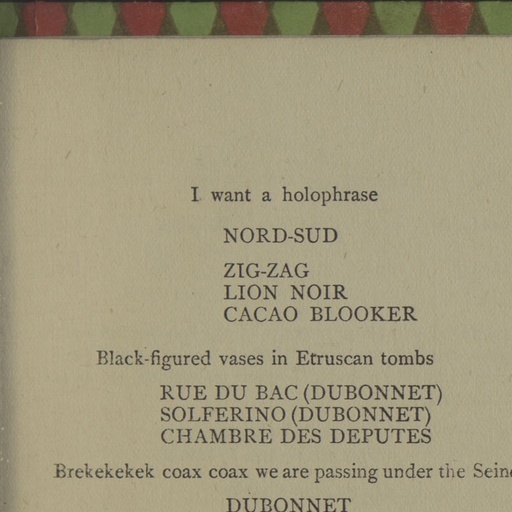 I want a holophrase
NORD-SUD
ZIG-ZAG
LION NOIR
CACAO BLOOKER
Black-figured vases in Etruscan tombs
RUE DU BAC (DUBONNET)
SOLFERINO (DUBONNET)
CHAMBRE DES DEPUTES
Brekekekek coax coax we are passing under the Seine
DUBONNET